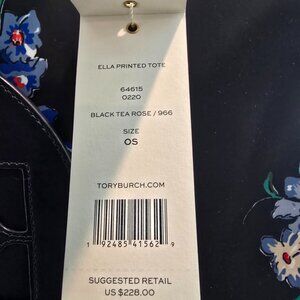 ELLA PRINTED TOTE
64615
0220
BLACK TEA ROSE / 966
SIZE
OS
TORYBURCH.COM
1 92485 41562 9
SUGGESTED RETAIL
US $228.00